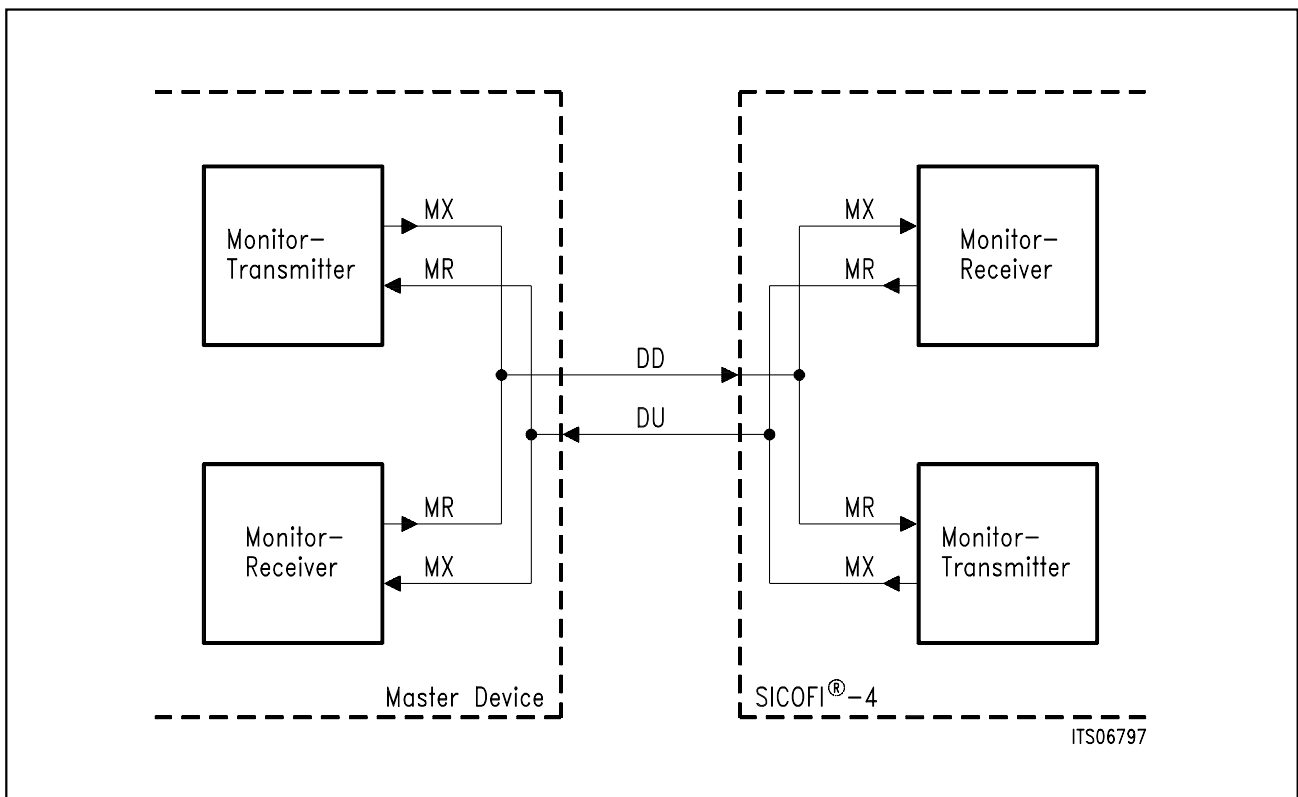 MX
Monitor-
Transmitter
MR
MX
Monitor-
Receiver
MR
DD
DU
MR
Monitor-
Receiver
MX
MR
Monitor-
Transmitter
MX
Master Device
SICOFI®-4
ITS06797